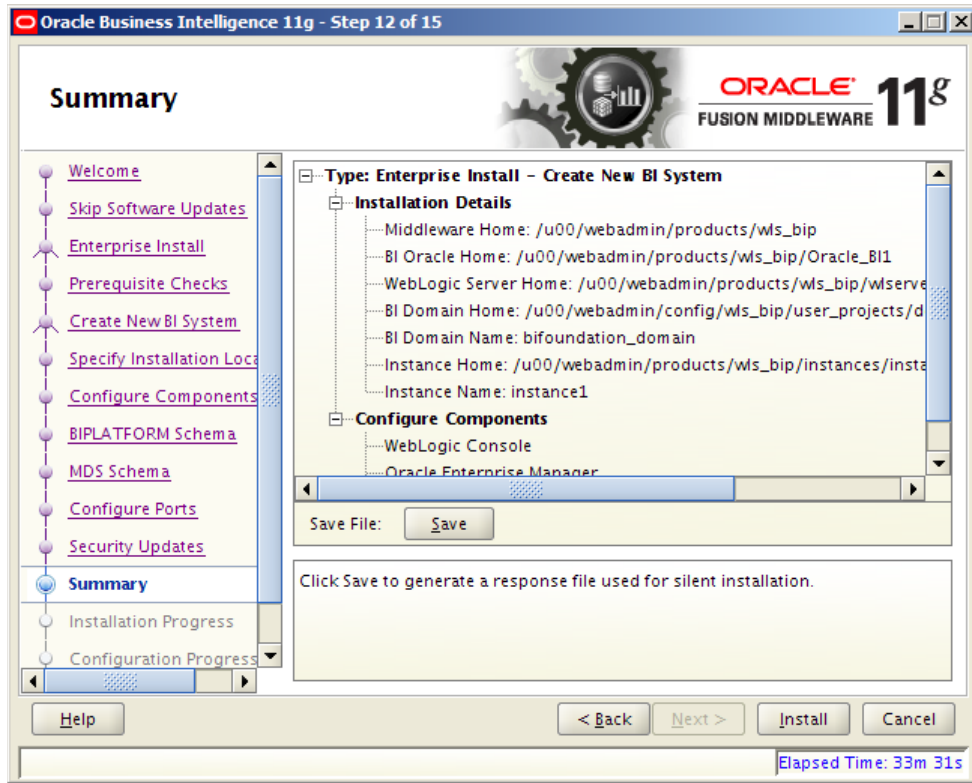 Oracle Business Intelligence 11g - Step 12 of 15
Summary
ORACLE
FUSION MIDDLEWARE
11g
Welcome
Skip Software Updates
Enterprise Install
Prerequisite Checks
Create New BI System
Specify Installation Loca
Configure Components
BIPLATFORM Schema
MDS Schema
Configure Ports
Security Updates
Summary
Installation Progress
Configuration Progress
Type: Enterprise Install - Create New BI System
Installation Details
Middleware Home: /u00/webadmin/products/wls_bip
BI Oracle Home: /u00/webadmin/products/wls_bip/Oracle_BI1
WebLogic Server Home: /u00/webadmin/products/wls_bip/wlserve
BI Domain Home: /u00/webadmin/config/wls_bip/user_projects/d
BI Domain Name: bifoundation_domain
Instance Home: /u00/webadmin/products/wls_bip/instances/insta
Instance Name: instance1
Configure Components
WebLogic Console
Oracle Enterprise Manager
Save File: Save
Click Save to generate a response file used for silent installation.
Help < Back Next > Install Cancel
Elapsed Time: 33m 31s